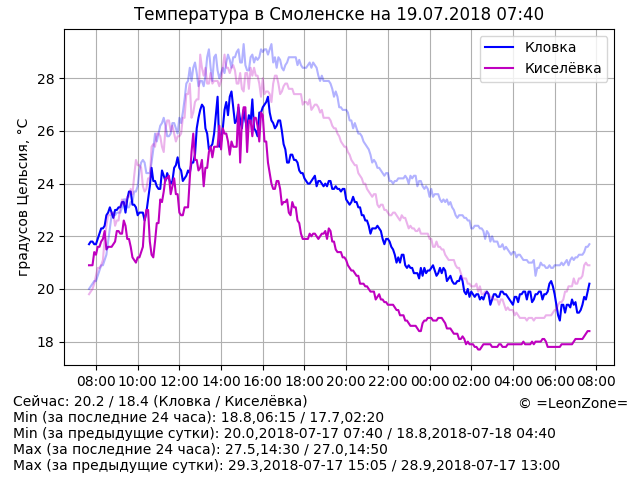 Температура в Смоленске на 19.07.2018 07:40
градусов Цельсия, °C
28
26
24
22
20
18
Кловка
Киселёвка
08:00 10:00 12:00 14:00 16:00 18:00 20:00 22:00 00:00 02:00 04:00 06:00 08:00
Сейчас: 20.2 / 18.4 (Кловка / Киселёвка)
© =LeonZone=
Min (за последние 24 часа): 18.8,06:15 / 17.7,02:20
Min (за предыдущие сутки): 20.0,2018-07-17 07:40 / 18.8,2018-07-18 04:40
Max (за последние 24 часа): 27.5,14:30 / 27.0,14:50
Max (за предыдущие сутки): 29.3,2018-07-17 15:05 / 28.9,2018-07-17 13:00